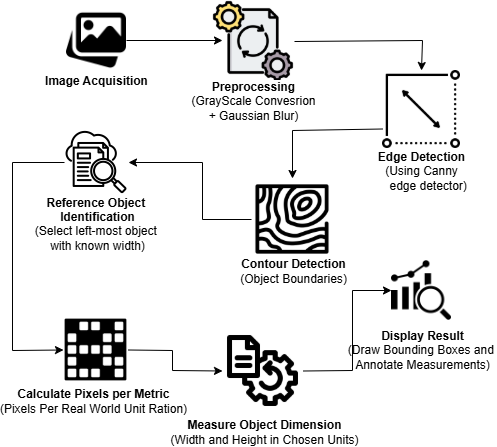 Image Acquisition
Preprocessing
(GrayScale Convesrion
+ Gaussian Blur)
Edge Detection
(Using Canny
edge detector)
Reference Object
Identification
(Select left-most object
with known width)
Contour Detection
(Object Boundaries)
Calculate Pixels per Metric
(Pixels Per Real World Unit Ration)
Measure Object Dimension
(Width and Height in Chosen Units)
Display Result
(Draw Bounding Boxes and
Annotate Measurements)